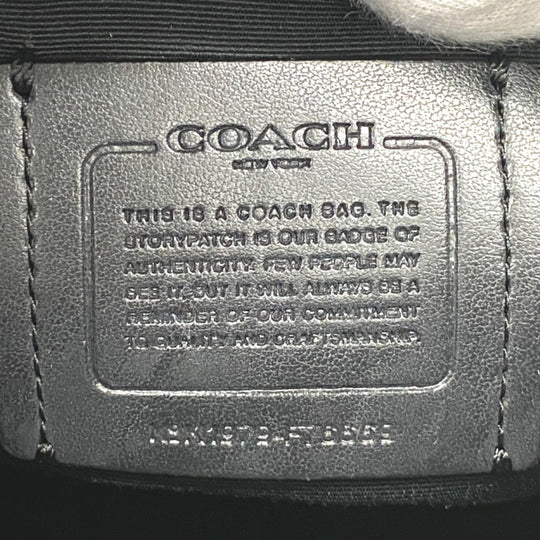 COACH
NEW YORK
THIS IS A COACH BAG. THE
STORYPATCH IS OUR BADGE OF
AUTHENTICITY. FEW PEOPLE MAY
SEE IT, BUT IT WILL ALWAYS BE A
REMINDER OF OUR COMMITMENT
TO QUALITY AND CRAFTSMANSHIP.